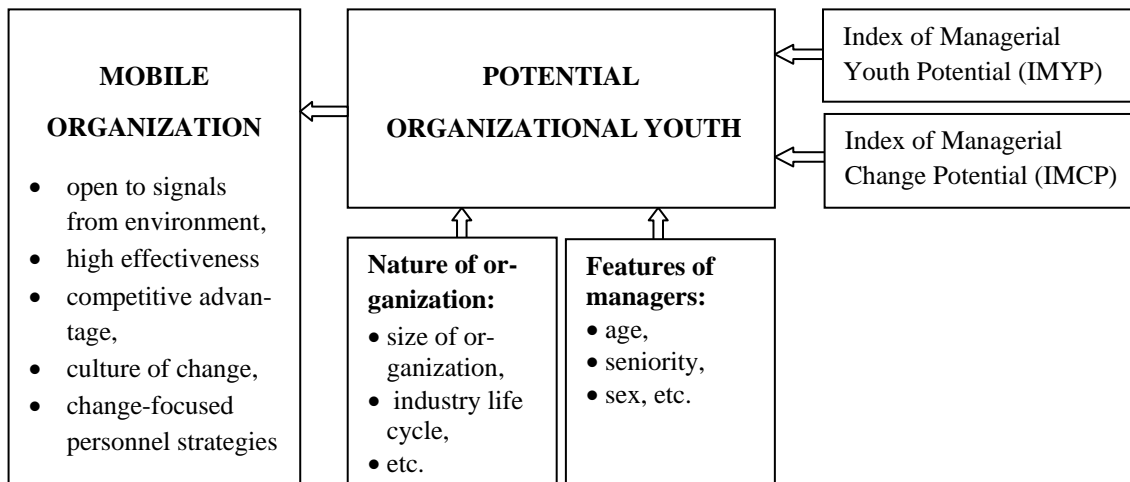 MOBILE
ORGANIZATION
• open to signals
from environment,
• high effectiveness
• competitive advan-
tage,
• culture of change,
• change-focused
personnel strategies
POTENTIAL
ORGANIZATIONAL YOUTH
Index of Managerial
Youth Potential (IMYP)
Index of Managerial
Change Potential (IMCP)
Nature of or-
ganization:
• size of or-
ganization,
• industry life
cycle,
• etc.
Features of
managers:
• age,
• seniority,
• sex, etc.